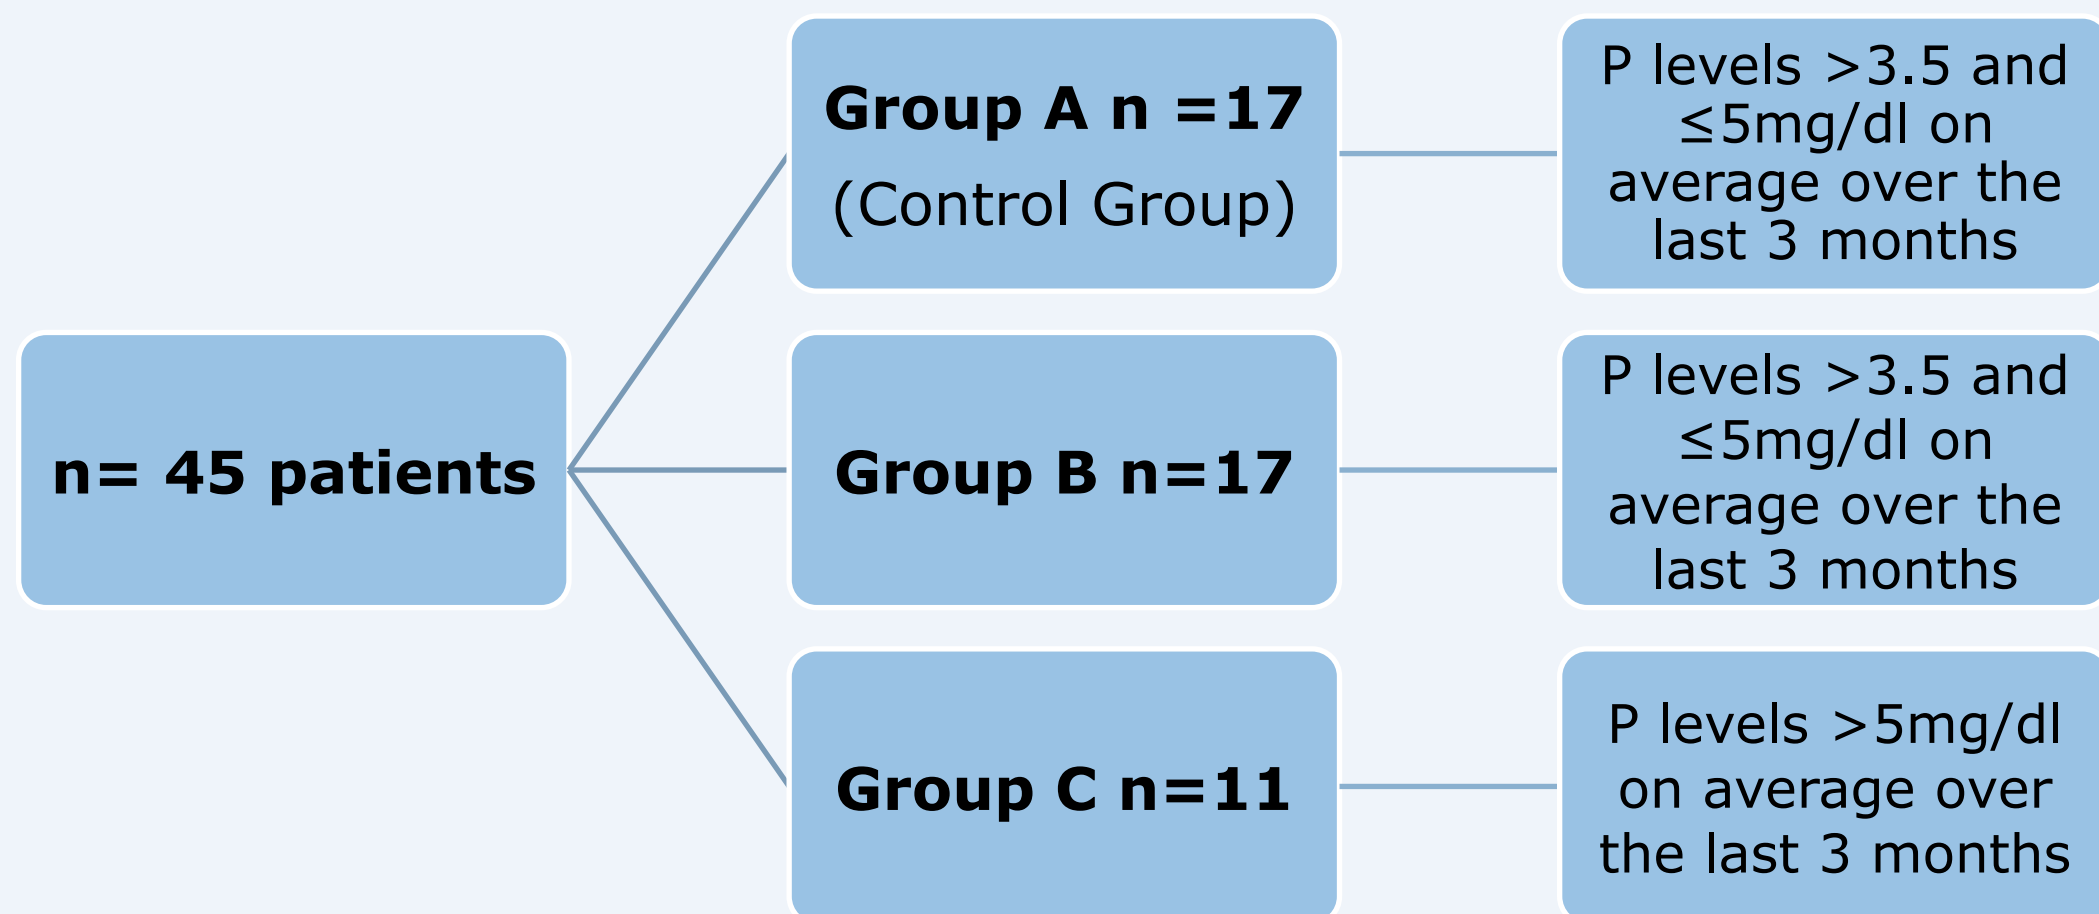 n= 45 patients
Group A n =17
(Control Group)
P levels >3.5 and
≤5mg/dl on
average over the
last 3 months
Group B n=17
P levels >3.5 and
≤5mg/dl on
average over the
last 3 months
Group C n=11
P levels >5mg/dl
on average over
the last 3 months